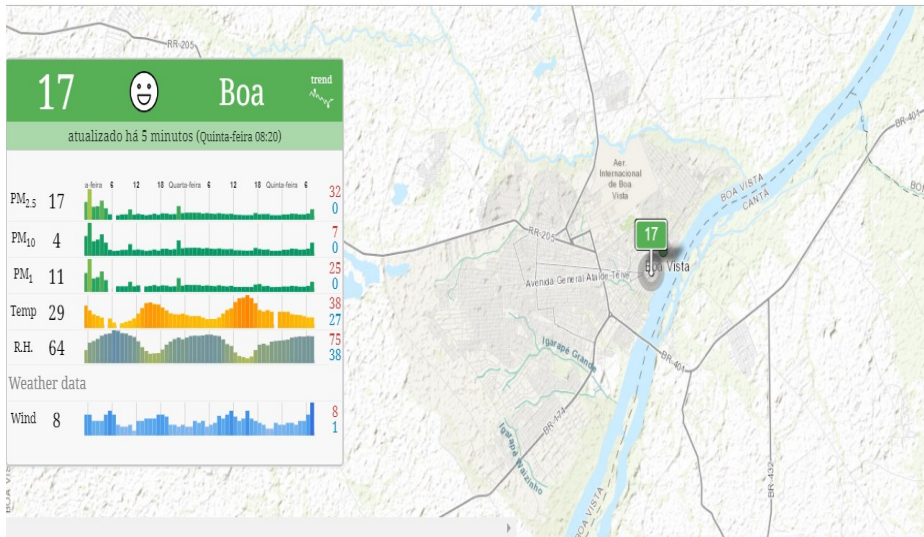 17 Boa trend
atualizado há 5 minutos (Quinta-feira 08:20)
a-feira 6 12 18 Quarta-feira 6 12 18 Quinta-feira 6
PM2.5 17 32
0
PM10 4 7
0
PM1 11 25
0
Temp 29 38
27
R.H. 64 75
38
Weather data
Wind 8 8
1
RR-205
BR-401
Aer.
Internacional
de Boa
Vista
BOA VISTA
CANTÁ
RR-205
17
Boa Vista
Avenida General Ataíde Teive
Igarapé Grande
BR-401
BR-174
Igarapé Waizinho
BR-432
BOA VISTA